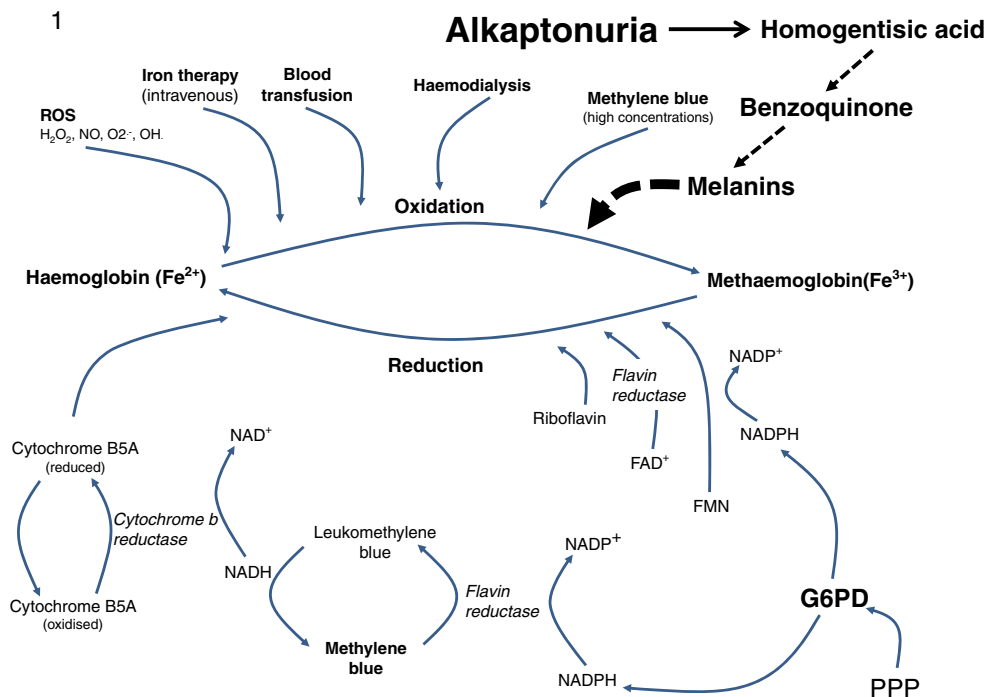 1
Alkaptonuria
Homogentisic acid
Benzoquinone
Melanins
Iron therapy
(intravenous)
Blood
transfusion
Haemodialysis
Methylene blue
(high concentrations)
ROS
H₂O₂, NO, O2·-, OH.
Oxidation
Haemoglobin (Fe²⁺)
Methaemoglobin(Fe³⁺)
Reduction
Riboflavin
Flavin
reductase
FAD⁺
FMN
NADP⁺
NADPH
Cytochrome B5A
(reduced)
Cytochrome b
reductase
Cytochrome B5A
(oxidised)
NAD⁺
NADH
Leukomethylene
blue
Methylene
blue
Flavin
reductase
NADP⁺
NADPH
G6PD
PPP